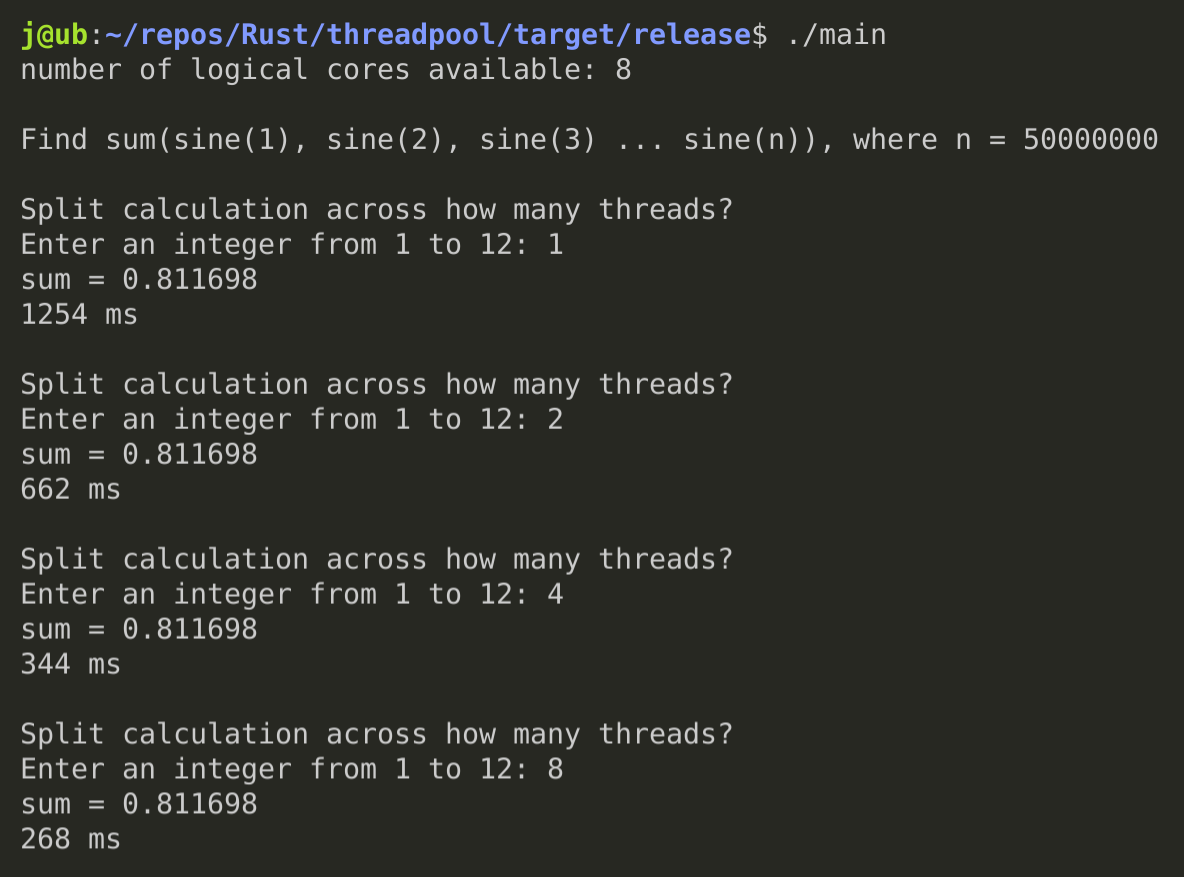 j@ub:~/repos/Rust/threadpool/target/release$ ./main
number of logical cores available: 8
Find sum(sine(1), sine(2), sine(3) ... sine(n)), where n = 50000000
Split calculation across how many threads?
Enter an integer from 1 to 12: 1
sum = 0.811698
1254 ms
Split calculation across how many threads?
Enter an integer from 1 to 12: 2
sum = 0.811698
662 ms
Split calculation across how many threads?
Enter an integer from 1 to 12: 4
sum = 0.811698
344 ms
Split calculation across how many threads?
Enter an integer from 1 to 12: 8
sum = 0.811698
268 ms